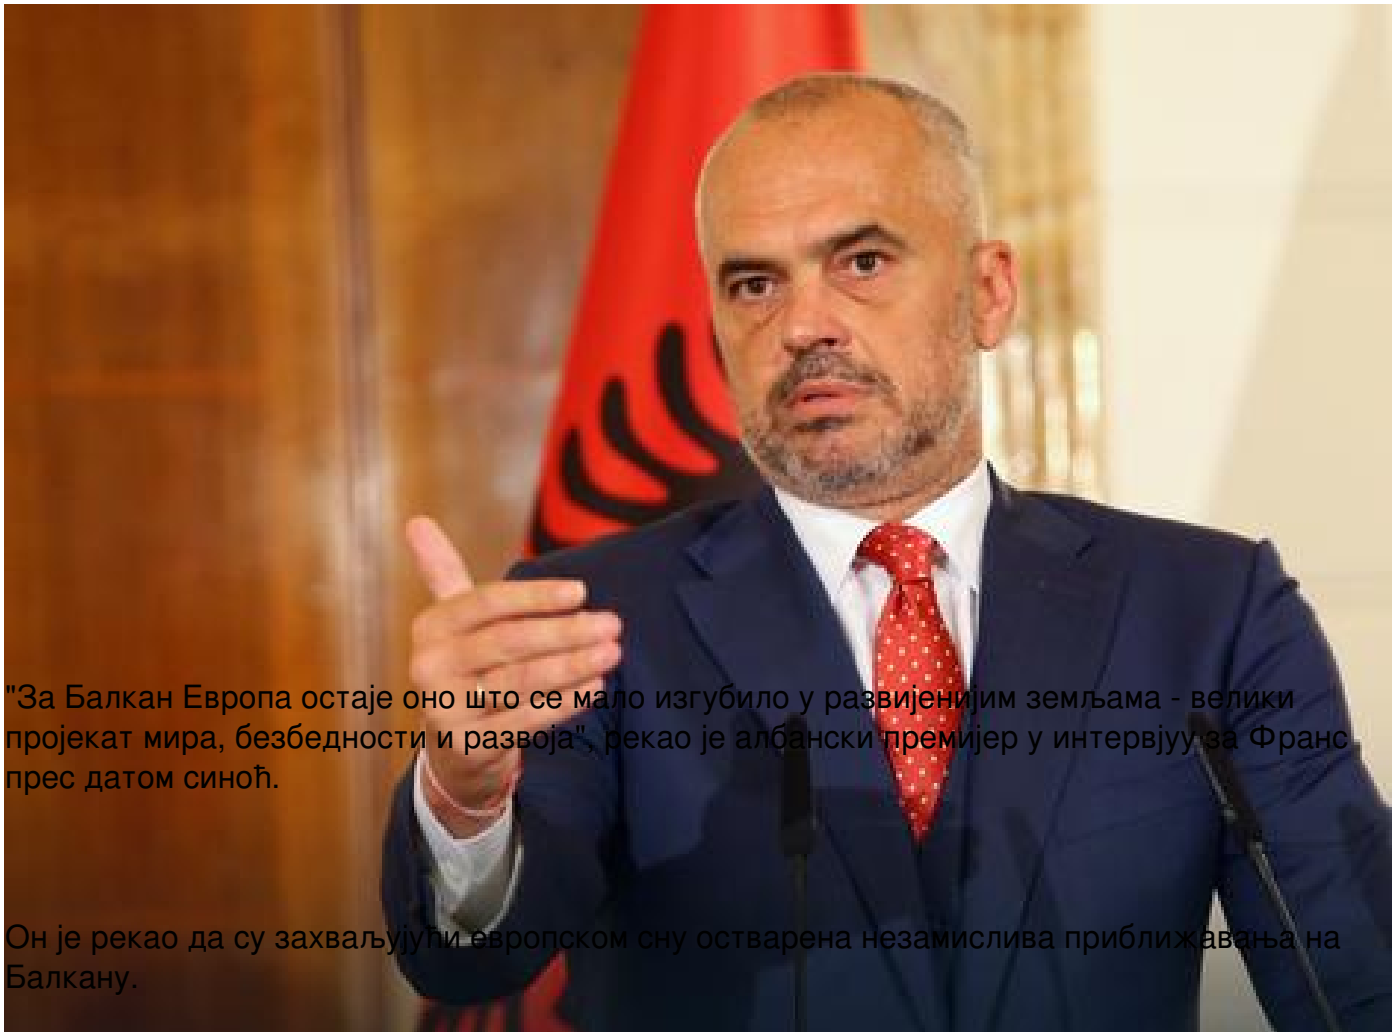 "За Балкан Европа остаје оно што се мало изгубило у развијенијим земљама - велики
пројекат мира, безбедности и развоја", рекао је албански премијер у интервјуу за Франс
прес датом синоћ.
Он је рекао да су захваљујући европском сну остварена незамислива приближавања на
Балкану.